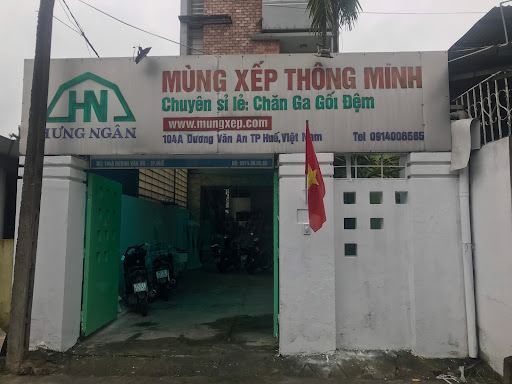 HN
HƯNG NGÂN
MÙNG XẾP THÔNG MINH
Chuyên sỉ lẻ: Chăn Ga Gối Đệm
www.mungxep.com
104A Dương Văn An TP Huế, Việt Nam
Tel 0914006565